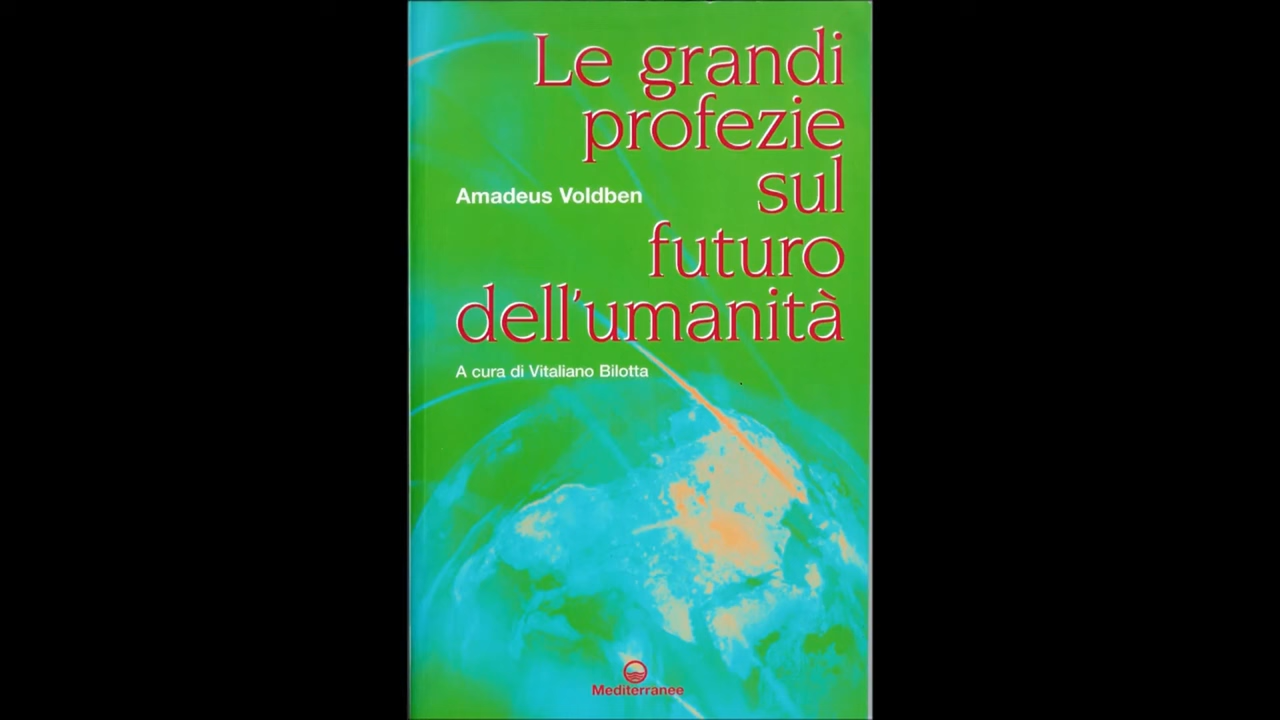 Le grandi
profezie
sul
Amadeus Voldben
futuro
dell'umanità
A cura di Vitaliano Bilotta
Mediterranee